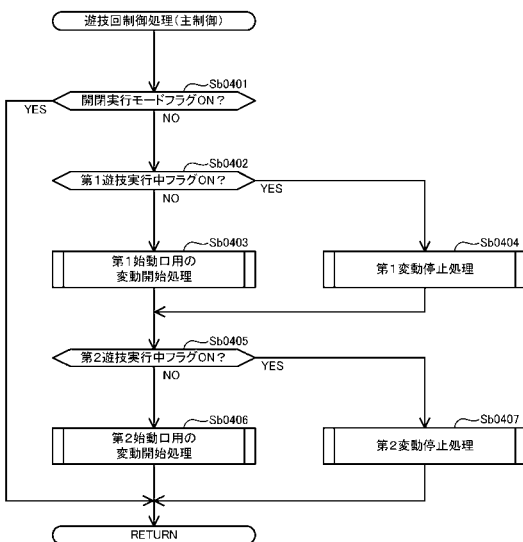 遊技回制御処理(主制御)
Sb0401
開閉実行モードフラグON?
YES
NO
Sb0402
第1遊技実行中フラグON?
YES
NO
Sb0403
第1始動口用の
変動開始処理
Sb0404
第1変動停止処理
Sb0405
第2遊技実行中フラグON?
YES
NO
Sb0406
第2始動口用の
変動開始処理
Sb0407
第2変動停止処理
RETURN